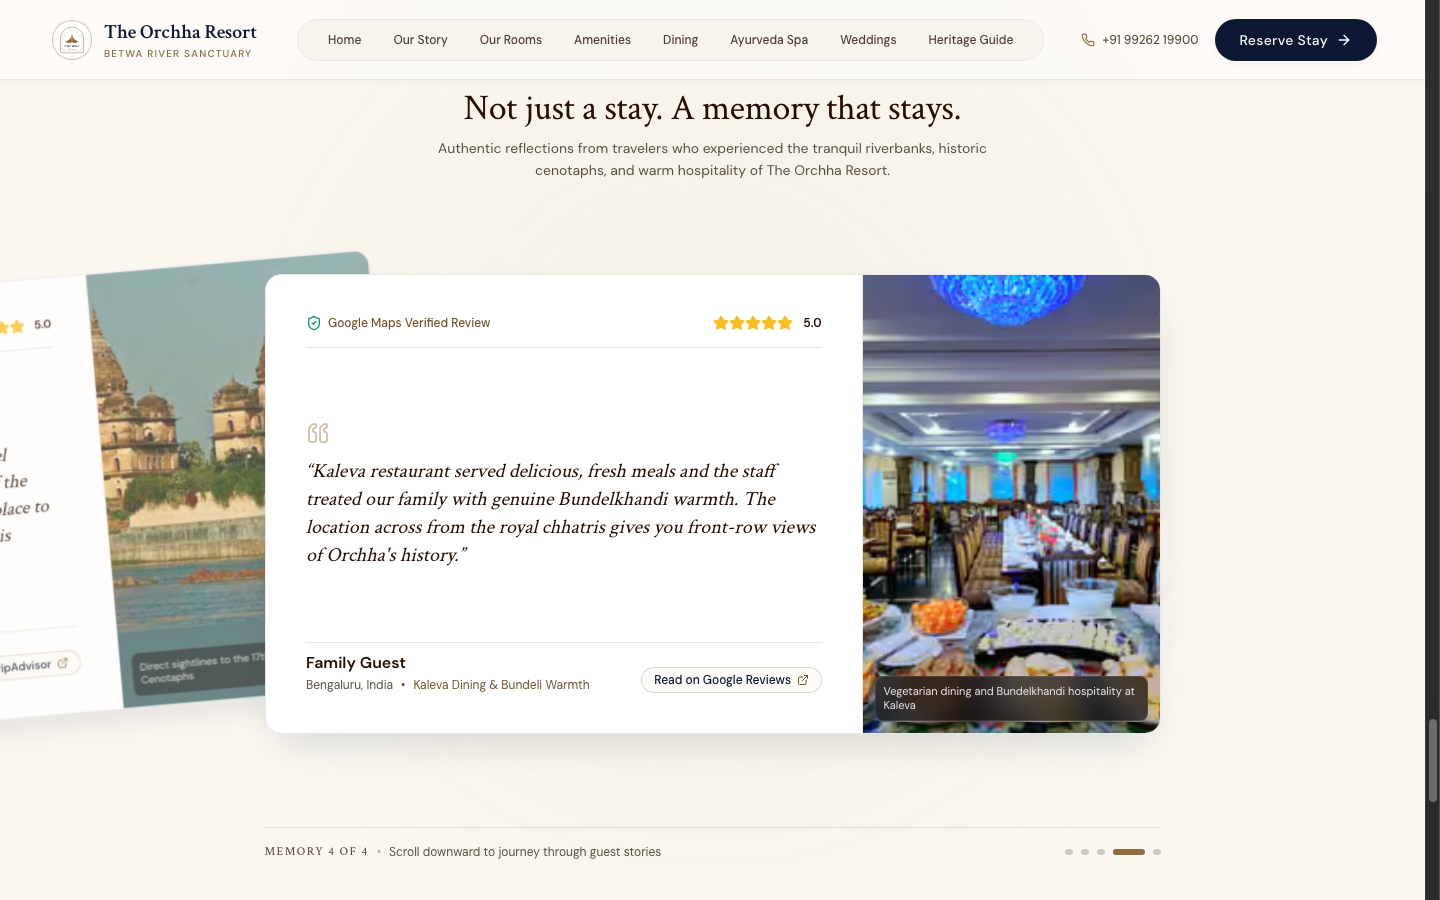 The Orchha Resort
BETWA RIVER SANCTUARY
Home
Our Story
Our Rooms
Amenities
Dining
Ayurveda Spa
Weddings
Heritage Guide
+91 99262 19900
Reserve Stay
Not just a stay. A memory that stays.
Authentic reflections from travelers who experienced the tranquil riverbanks, historic
cenotaphs, and warm hospitality of The Orchha Resort.
5.0
the
place to
is
ripAdvisor
Direct sightlines to the 17t
Cenotaphs
Google Maps Verified Review
5.0
“Kaleva restaurant served delicious, fresh meals and the staff
treated our family with genuine Bundelkhandi warmth. The
location across from the royal chhatris gives you front-row views
of Orchha's history.”
Family Guest
Bengaluru, India • Kaleva Dining & Bundeli Warmth
Read on Google Reviews
Vegetarian dining and Bundelkhandi hospitality at
Kaleva
MEMORY 4 OF 4 • Scroll downward to journey through guest stories